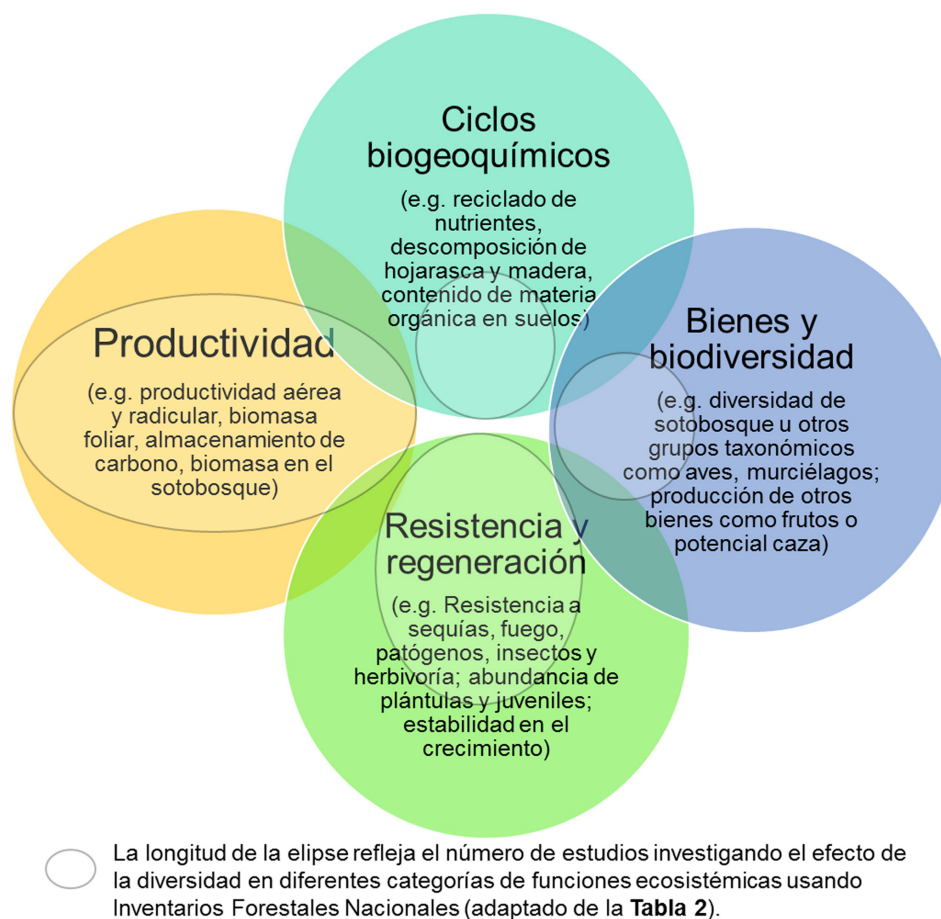 Ciclos
biogeoquímicos
(e.g. reciclado de
nutrientes,
descomposición de
hojarasca y madera,
contenido de materia
orgánica en suelos)
Productividad
(e.g. productividad aérea
y radicular, biomasa
foliar, almacenamiento de
carbono, biomasa en el
sotobosque)
Bienes y
biodiversidad
(e.g. diversidad de
sotobosque u otros
grupos taxonómicos
como aves, murciélagos;
producción de otros
bienes como frutos o
potencial caza)
Resistencia y
regeneración
(e.g. Resistencia a
sequías, fuego,
patógenos, insectos y
herbivoría; abundancia de
plántulas y juveniles;
estabilidad en el
crecimiento)
La longitud de la elipse refleja el número de estudios investigando el efecto de
la diversidad en diferentes categorías de funciones ecosistémicas usando
Inventarios Forestales Nacionales (adaptado de la Tabla 2).